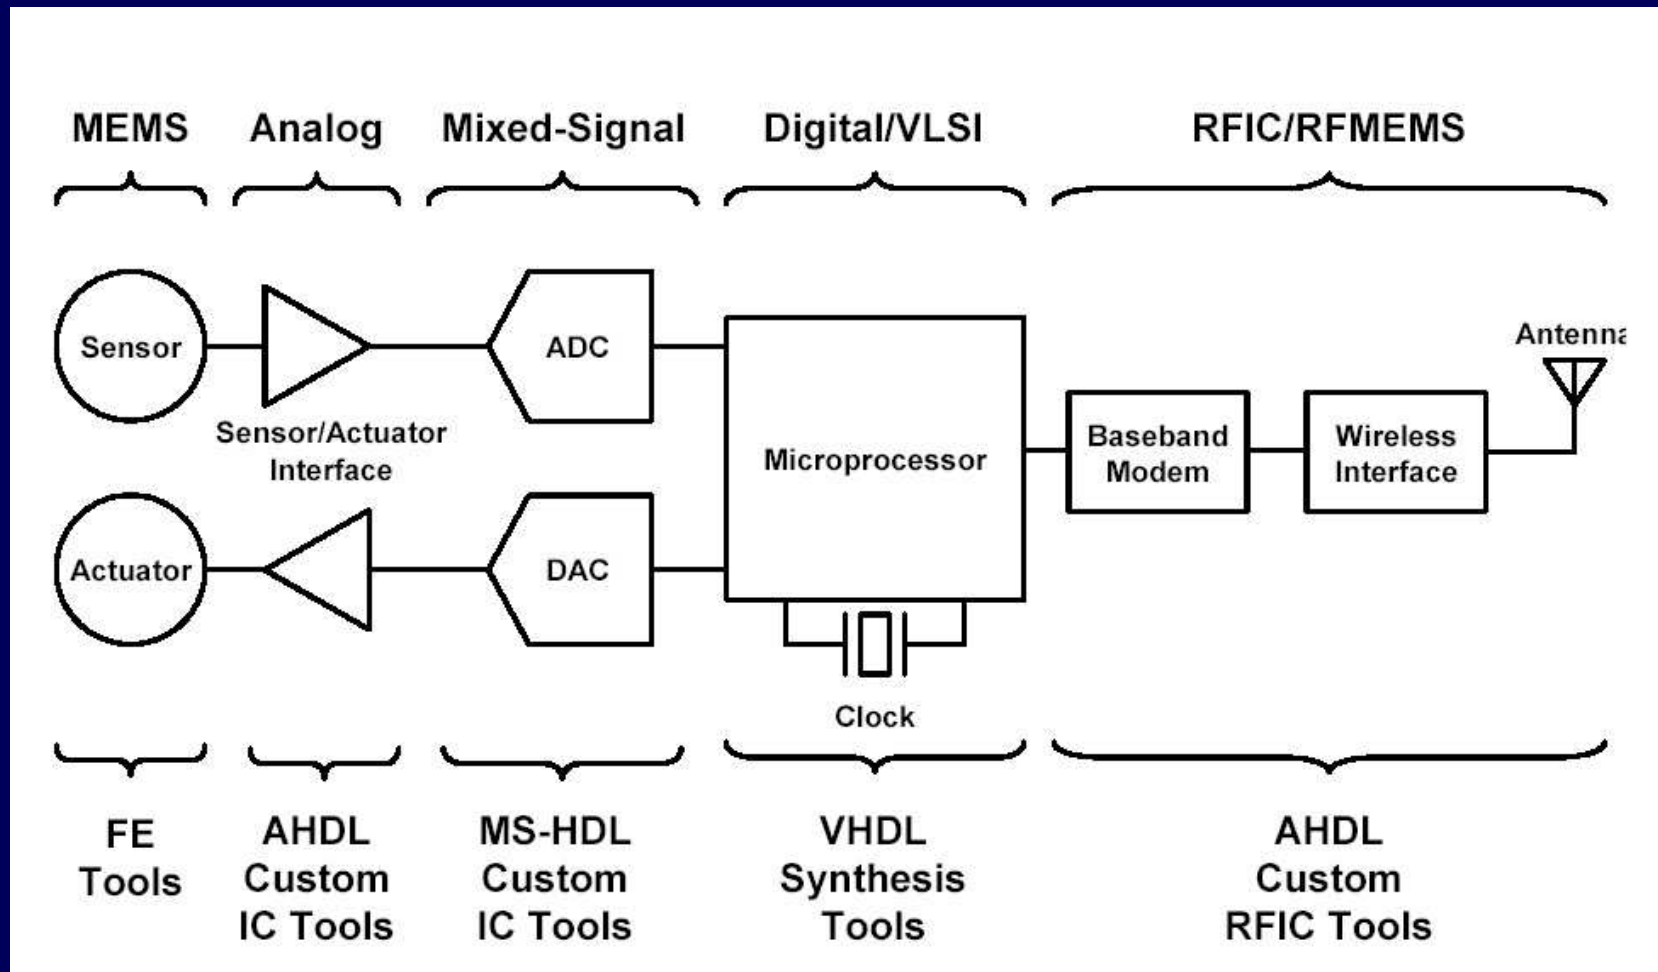 MEMS
Analog
Mixed-Signal
Digital/VLSI
RFIC/RFMEMS
Sensor
ADC
Antenna
Sensor/Actuator
Interface
Microprocessor
Baseband
Modem
Wireless
Interface
Actuator
DAC
Clock
FE
Tools
AHDL
Custom
IC Tools
MS-HDL
Custom
IC Tools
VHDL
Synthesis
Tools
AHDL
Custom
RFIC Tools